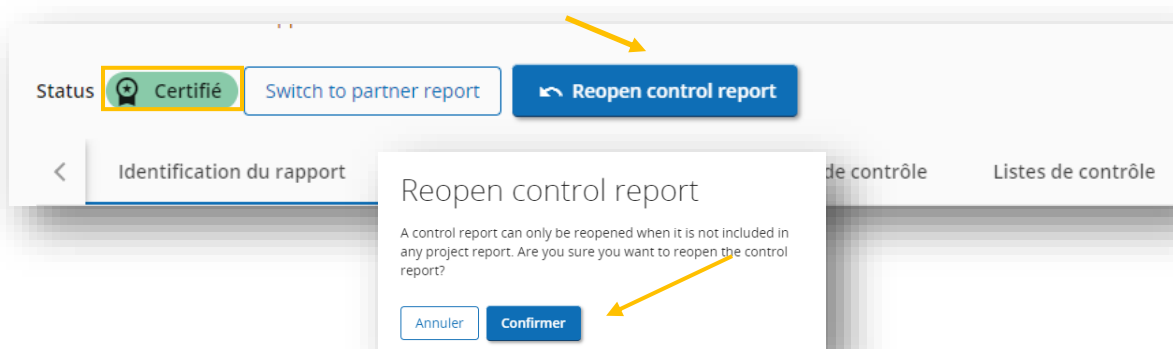 Status Certifié Switch to partner report Reopen control report
Identification du rapport de contrôle Listes de contrôle
Reopen control report
A control report can only be reopened when it is not included in
any project report. Are you sure you want to reopen the control
report?
Annuler Confirmer